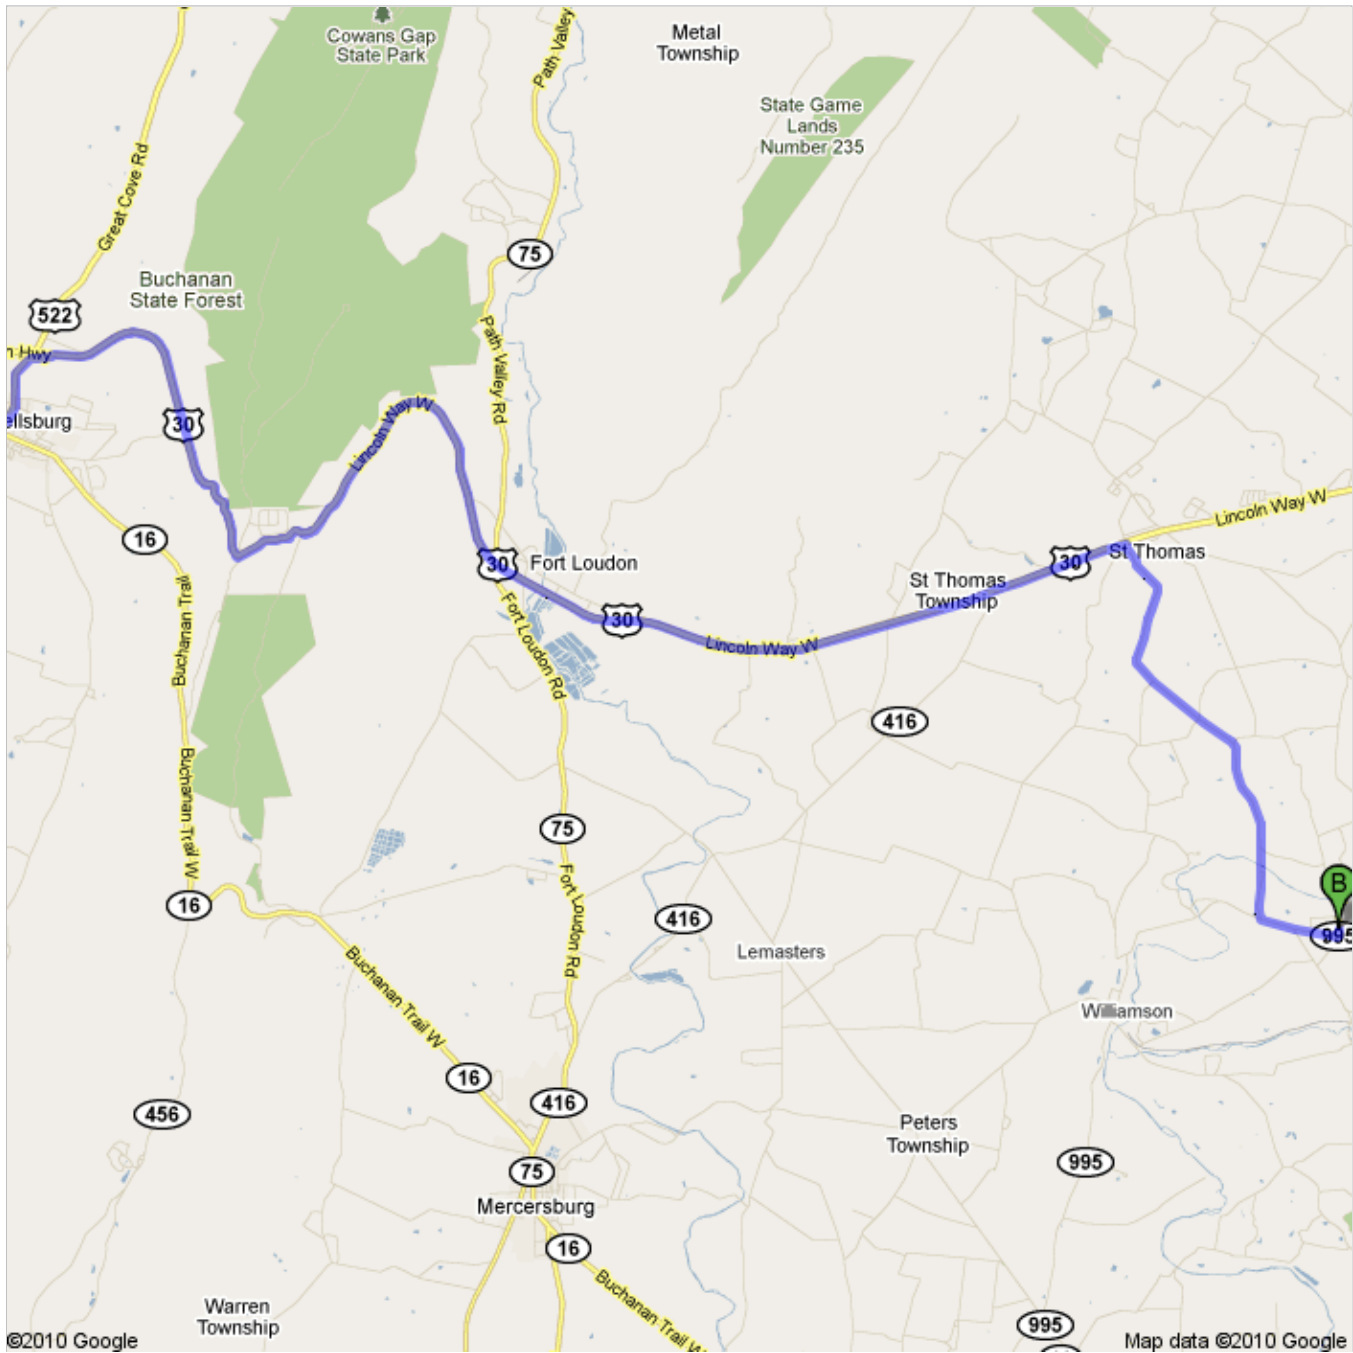 Cowans Gap
State Park
Path Valley
Metal
Township
State Game
Lands
Number 235
Great Cove Rd
75
Buchanan
State Forest
522
n Hwy
Path Valley Rd
30
ellsburg
Lincoln Way W
Lincoln Way W
16
30
Fort Loudon
30
St Thomas
St Thomas
Township
Buchanan Trail
Fort Loudon Rd
30
Lincoln Way W
416
Buchanan Trail W
75
B
16
Fort Loudon Rd
416
995
Lemasters
Buchanan Trail W
Williamson
16
416
456
Peters
Township
995
75
Mercersburg
16
Buchanan Trail W
Warren
Township
995
©2010 Google
Map data ©2010 Google